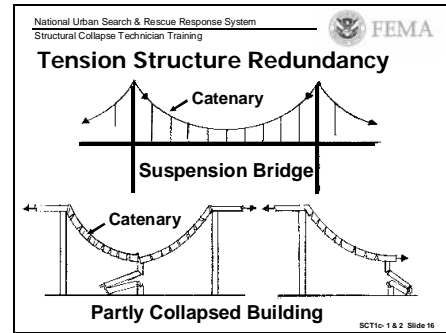 National Urban Search & Rescue Response System
Structural Collapse Technician Training
FEMA
Tension Structure Redundancy
Catenary
Suspension Bridge
Catenary
Partly Collapsed Building
SCT1c- 1 & 2 Slide 16